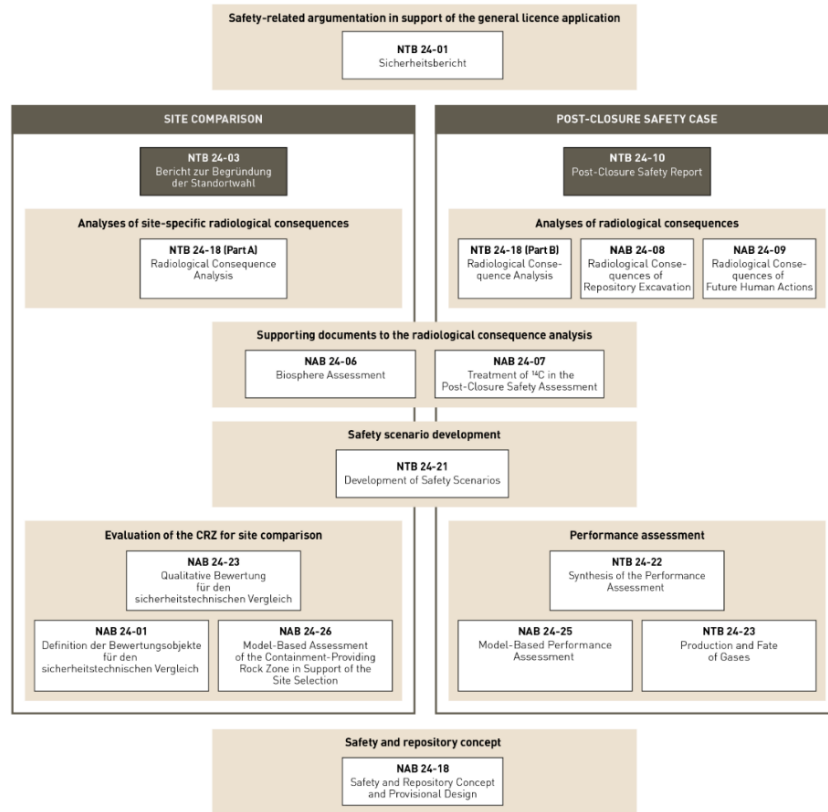 Safety-related argumentation in support of the general licence application
NTB 24-01
Sicherheitsbericht
SITE COMPARISON
NTB 24-03
Bericht zur Begründung
der Standortwahl
Analyses of site-specific radiological consequences
NTB 24-18 (Part A)
Radiological Consequence
Analysis
POST-CLOSURE SAFETY CASE
NTB 24-10
Post-Closure Safety Report
Analyses of radiological consequences
NTB 24-18 (Part B)
Radiological Conse-
quence Analysis
NAB 24-08
Radiological Conse-
quences of
Repository Excavation
NAB 24-09
Radiological Conse-
quences of
Future Human Actions
Supporting documents to the radiological consequence analysis
NAB 24-06
Biosphere Assessment
NAB 24-07
Treatment of ¹⁴C in the
Post-Closure Safety Assessment
Safety scenario development
NTB 24-21
Development of Safety Scenarios
Evaluation of the CRZ for site comparison
NAB 24-23
Qualitative Bewertung
für den
sicherheitstechnischen Vergleich
NAB 24-01
Definition der Bewertungsobjekte
für den
sicherheitstechnischen Vergleich
NAB 24-26
Model-Based Assessment
of the Containment-Providing
Rock Zone in Support of the
Site Selection
Performance assessment
NTB 24-22
Synthesis of the Performance
Assessment
NAB 24-25
Model-Based Performance
Assessment
NTB 24-23
Production and Fate
of Gases
Safety and repository concept
NAB 24-18
Safety and Repository Concept
and Provisional Design